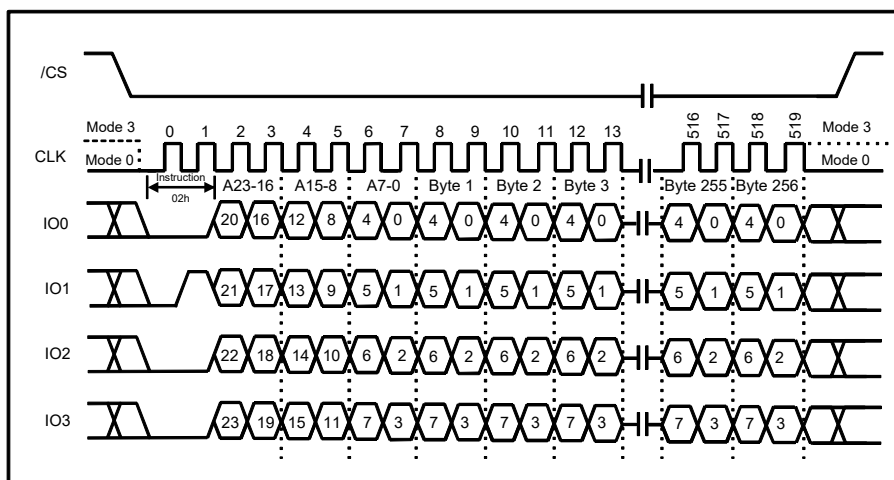 /CS
Mode 3 0 1 2 3 4 5 6 7 8 9 10 11 12 13 516 517 518 519 Mode 3
CLK Mode 0 Mode 0
Instruction A23-16 A15-8 A7-0 Byte 1 Byte 2 Byte 3 Byte 255 Byte 256
02h
IO0 20 16 12 8 4 0 4 0 4 0 4 0 4 0 4 0
IO1 21 17 13 9 5 1 5 1 5 1 5 1 5 1 5 1
IO2 22 18 14 10 6 2 6 2 6 2 6 2 6 2 6 2
IO3 23 19 15 11 7 3 7 3 7 3 7 3 7 3 7 3